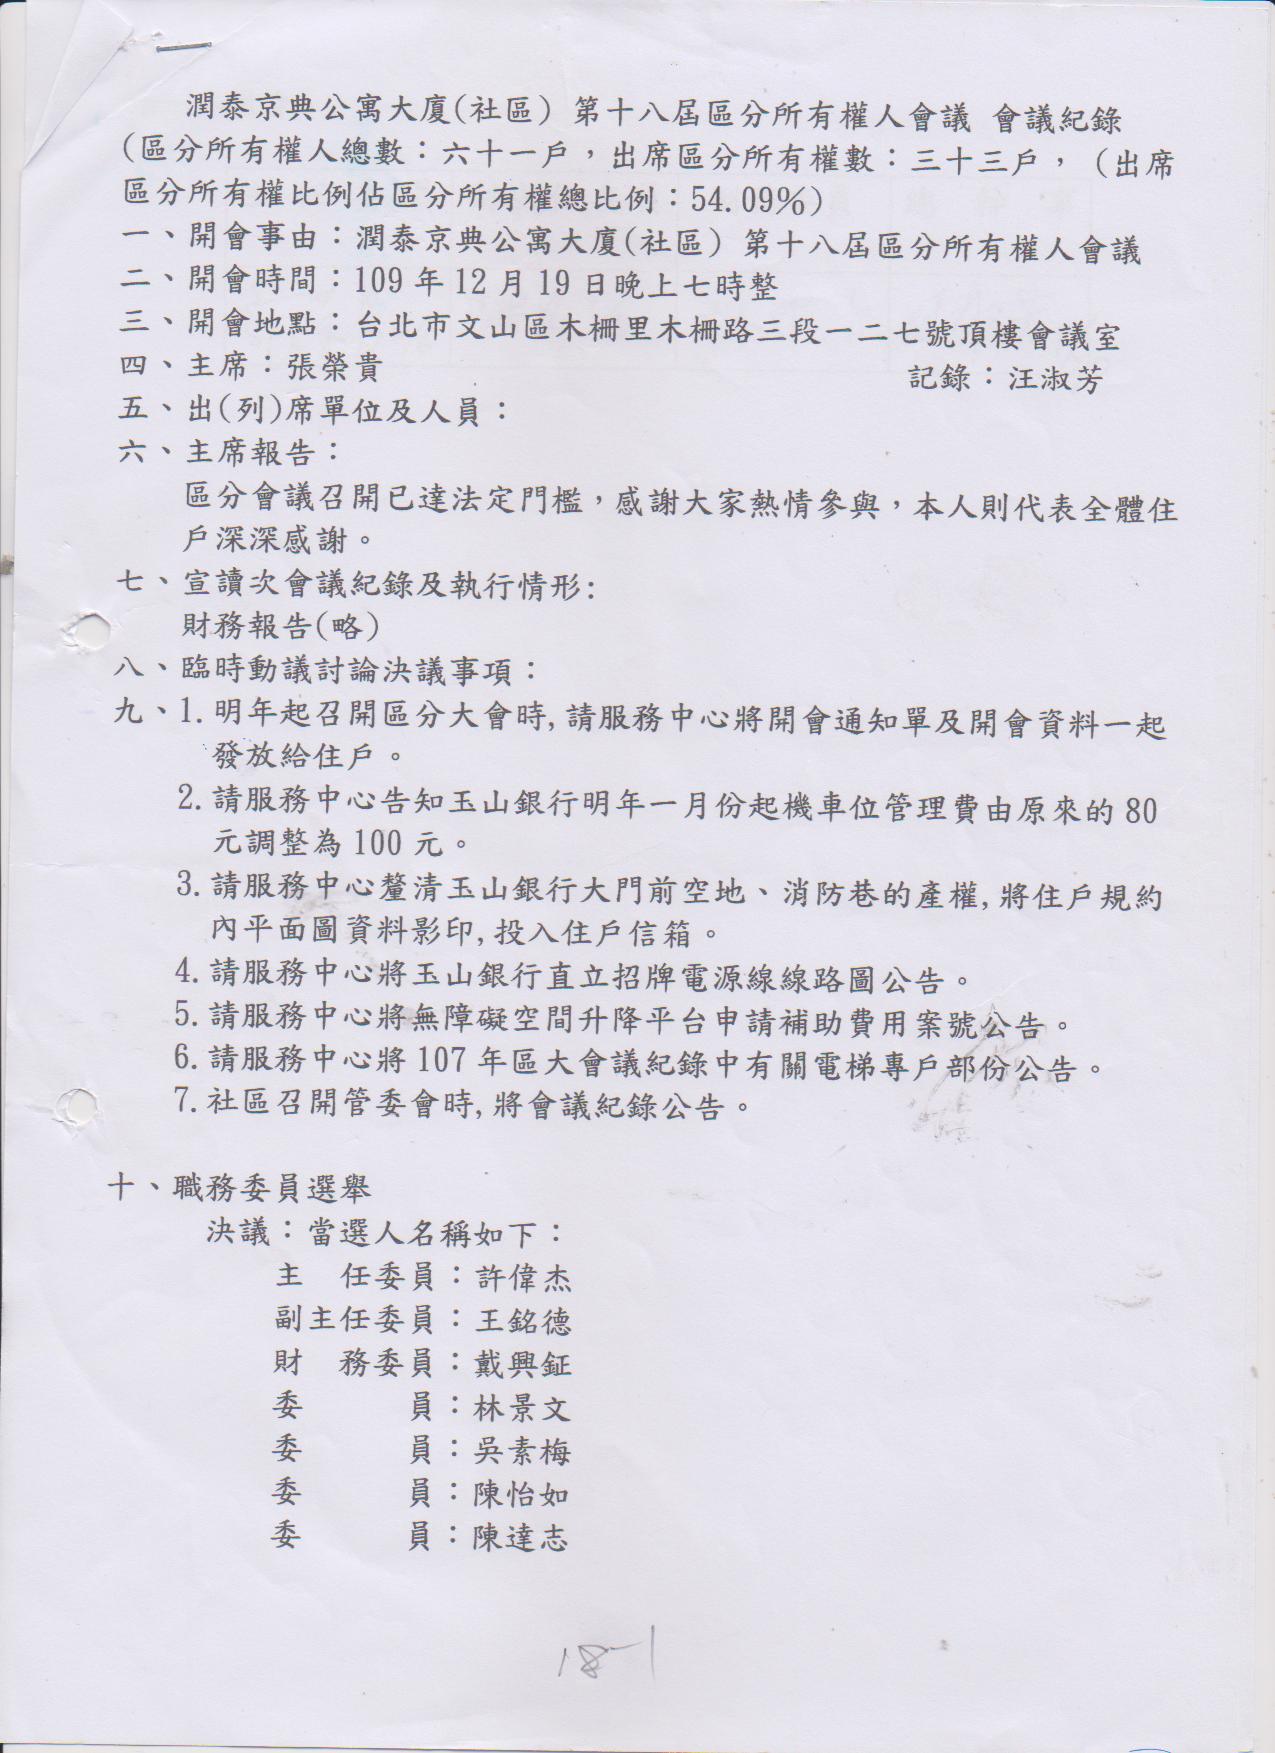 潤泰京典公寓大廈(社區) 第十八屆區分所有權人會議 會議紀錄
(區分所有權人總數：六十一戶，出席區分所有權數：三十三戶，（出席
區分所有權比例佔區分所有權總比例：54.09%)
一、開會事由：潤泰京典公寓大廈(社區) 第十八屆區分所有權人會議
二、開會時間：109 年 12 月 19 日晚上七時整
三、開會地點：台北市文山區木柵里木柵路三段一二七號頂樓會議室
四、主席：張榮貴 記錄：汪淑芳
五、出(列)席單位及人員：
六、主席報告：
區分會議召開已達法定門檻，感謝大家熱情參與，本人則代表全體住
戶深深感謝。
七、宣讀次會議紀錄及執行情形:
財務報告(略)
八、臨時動議討論決議事項：
九、1.明年起召開區分大會時,請服務中心將開會通知單及開會資料一起
發放給住戶。
2.請服務中心告知玉山銀行明年一月份起機車位管理費由原來的 80
元調整為 100 元。
3.請服務中心釐清玉山銀行大門前空地、消防巷的產權,將住戶規約
內平面圖資料影印,投入住戶信箱。
4.請服務中心將玉山銀行直立招牌電源線線路圖公告。
5.請服務中心將無障礙空間升降平台申請補助費用案號公告。
6.請服務中心將 107 年區大會議紀錄中有關電梯專戶部份公告。
7.社區召開管委會時,將會議紀錄公告。
十、職務委員選舉
決議：當選人名稱如下：
主　任委員：許偉杰
副主任委員：王銘德
財　務委員：戴興鉦
委　　　員：林景文
委　　　員：吳素梅
委　　　員：陳怡如
委　　　員：陳達志
18-1